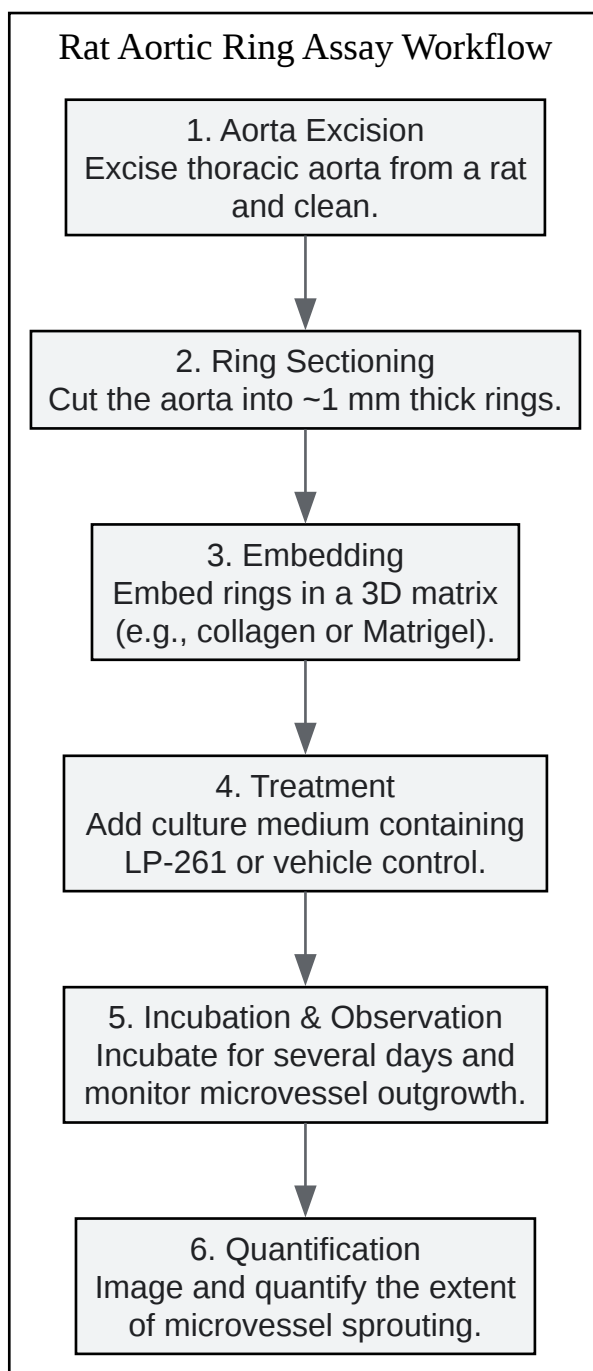 Rat Aortic Ring Assay Workflow
1. Aorta Excision
Excise thoracic aorta from a rat
and clean.
2. Ring Sectioning
Cut the aorta into ~1 mm thick rings.
3. Embedding
Embed rings in a 3D matrix
(e.g., collagen or Matrigel).
4. Treatment
Add culture medium containing
LP-261 or vehicle control.
5. Incubation & Observation
Incubate for several days and
monitor microvessel outgrowth.
6. Quantification
Image and quantify the extent
of microvessel sprouting.